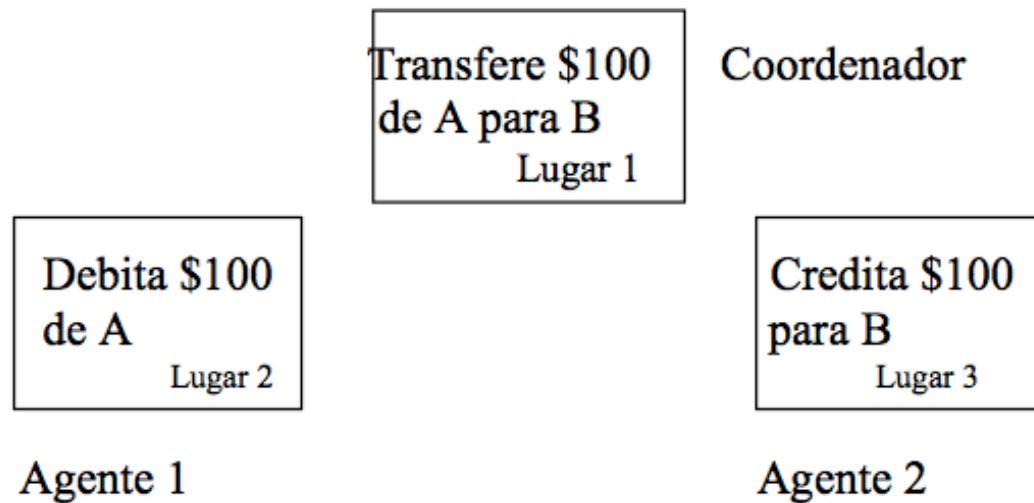 Transfere $100
de A para B
Lugar 1
Coordenador
Debita $100
de A
Lugar 2
Credita $100
para B
Lugar 3
Agente 1
Agente 2